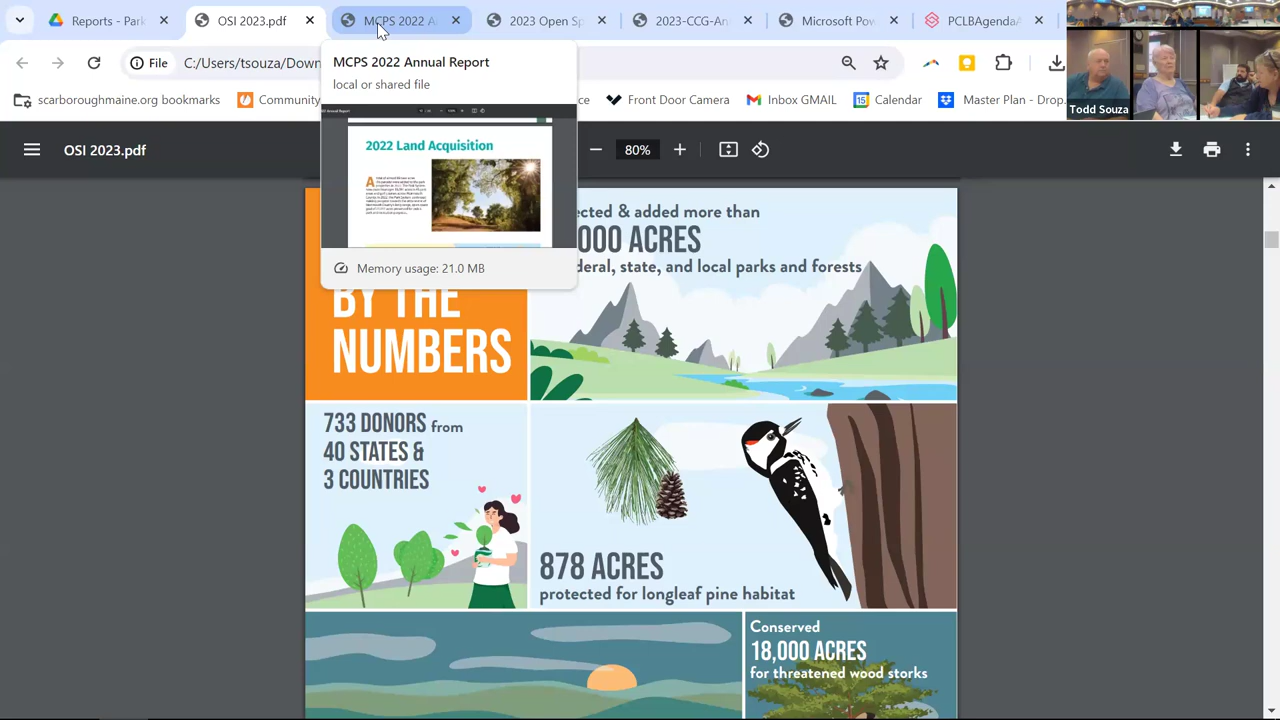 Reports - Park
OSI 2023.pdf
MCPS 2022 A
2023 Open Sp
2023-CCG-An
Microsoft Pow
PCLBAgendaA
File
C:/Users/tsouza/Down
scarboroughmaine.org bookmarks
Community
ce
Front Door Camera
Inbox GMAIL
15 Calendar
Master Plan - Drop
Todd Souza
MCPS 2022 Annual Report
local or shared file
2022 Land Acquisition
Memory usage: 21.0 MB
OSI 2023.pdf
80%
ected & added more than
000 ACRES
deral, state, and local parks and forests
BY THE
NUMBERS
733 DONORS from
40 STATES &
3 COUNTRIES
878 ACRES
protected for longleaf pine habitat
Conserved
18,000 ACRES
for threatened wood storks